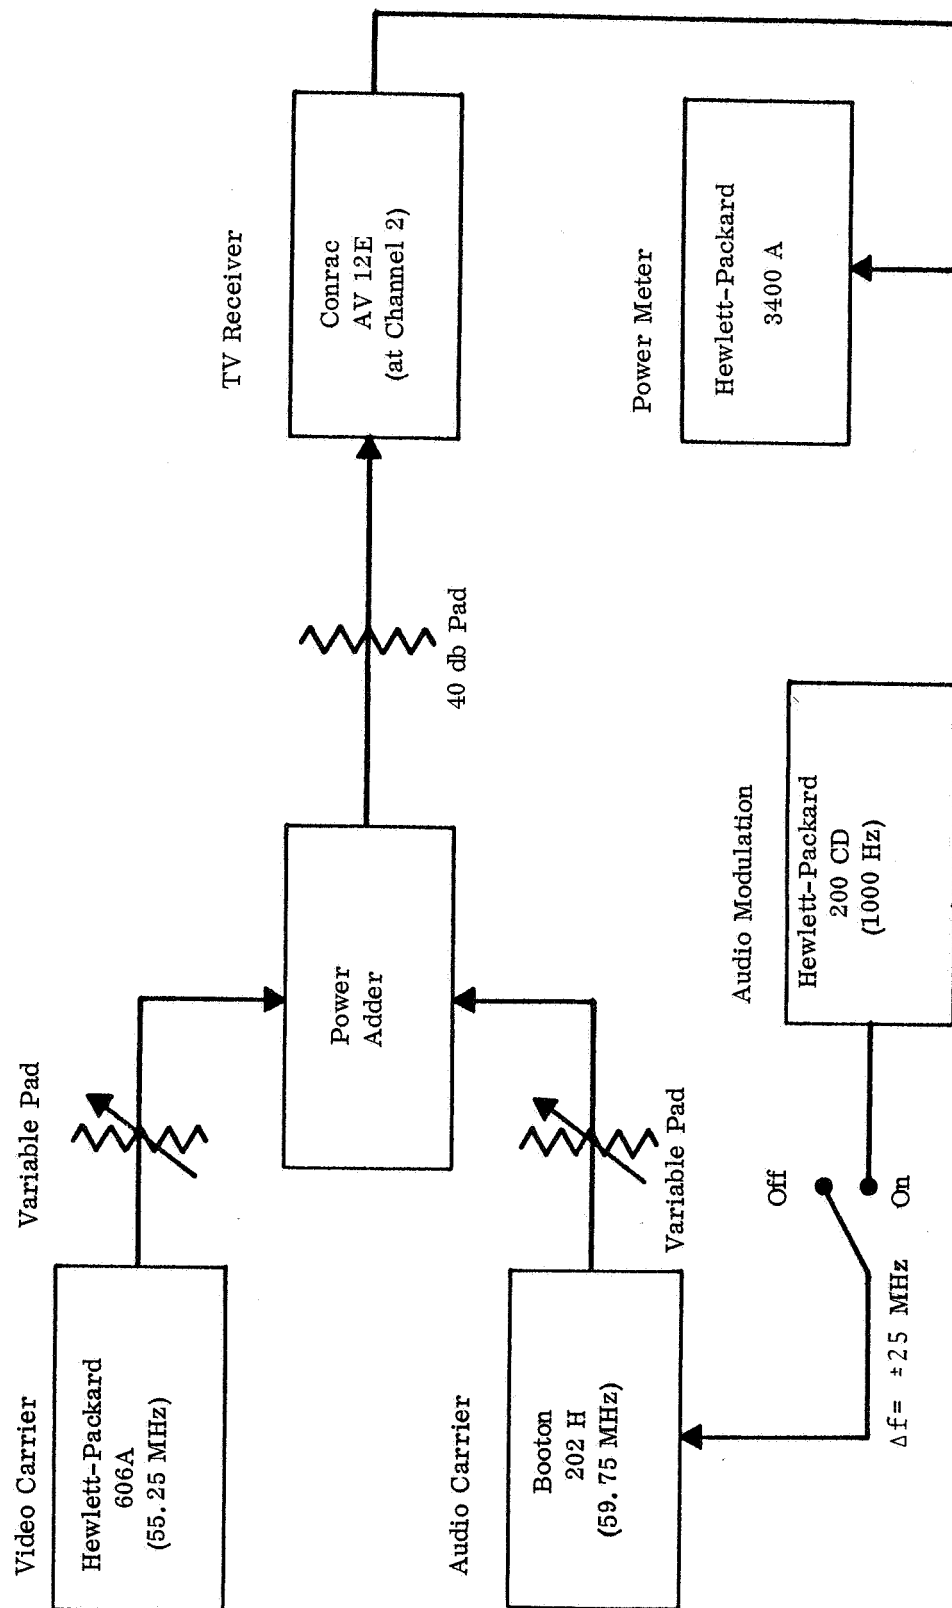 Video Carrier
Hewlett-Packard
606A
(55.25 MHz)
Variable Pad
Power
Adder
40 db Pad
TV Receiver
Conrac
AV 12E
(at Channel 2)
Audio Carrier
Booton
202 H
(59.75 MHz)
Variable Pad
Power Meter
Hewlett-Packard
3400 A
Off
On
Δf= ±25 MHz
Audio Modulation
Hewlett-Packard
200 CD
(1000 Hz)